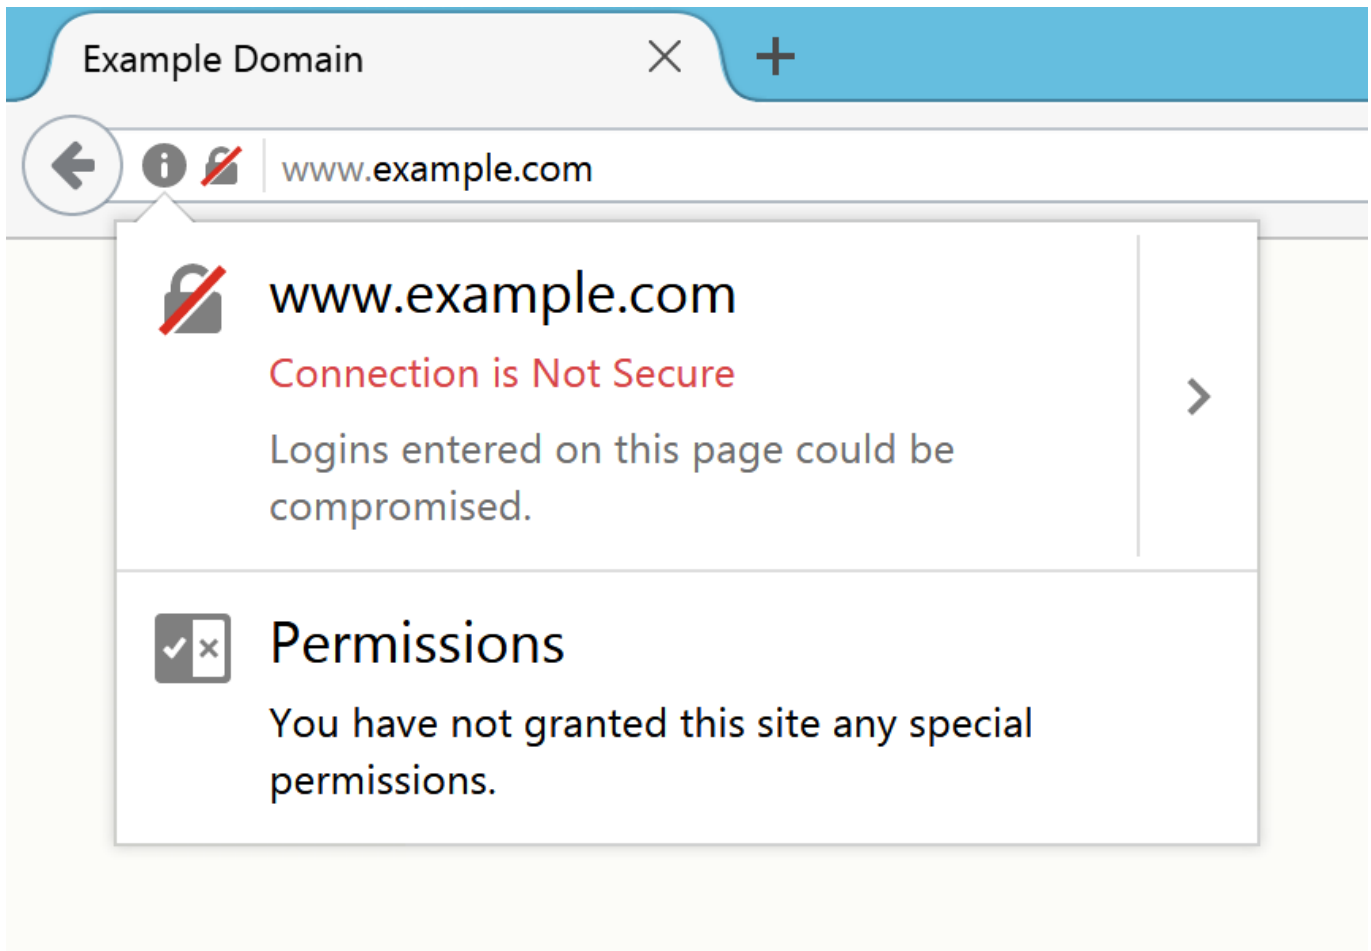 Example Domain
www.example.com
www.example.com
Connection is Not Secure
Logins entered on this page could be
compromised.
Permissions
You have not granted this site any special
permissions.